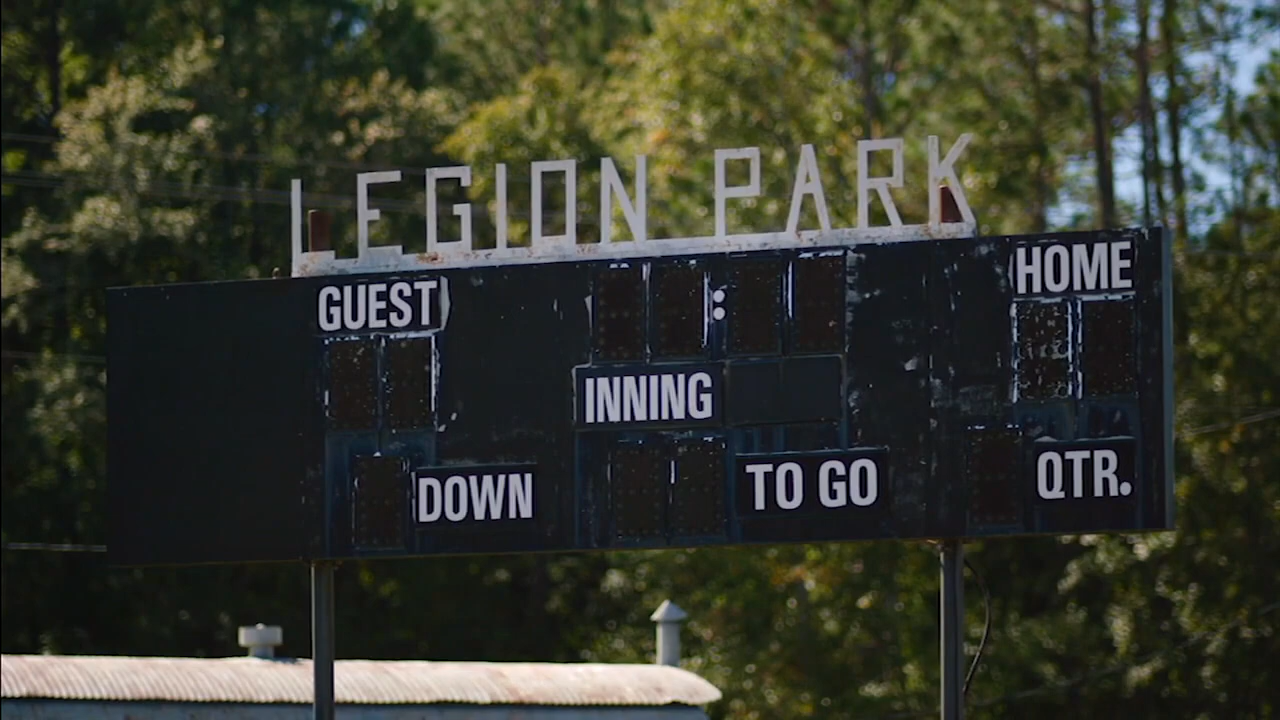 LEGION PARK
GUEST
:
HOME
INNING
DOWN
TO GO
QTR.